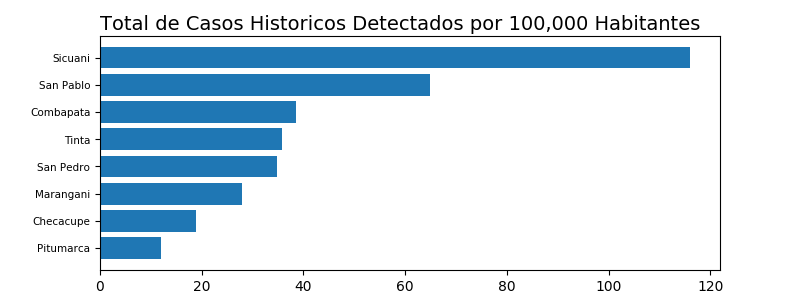 Total de Casos Historicos Detectados por 100,000 Habitantes
Sicuani
San Pablo
Combapata
Tinta
San Pedro
Marangani
Checacupe
Pitumarca
0 20 40 60 80 100 120